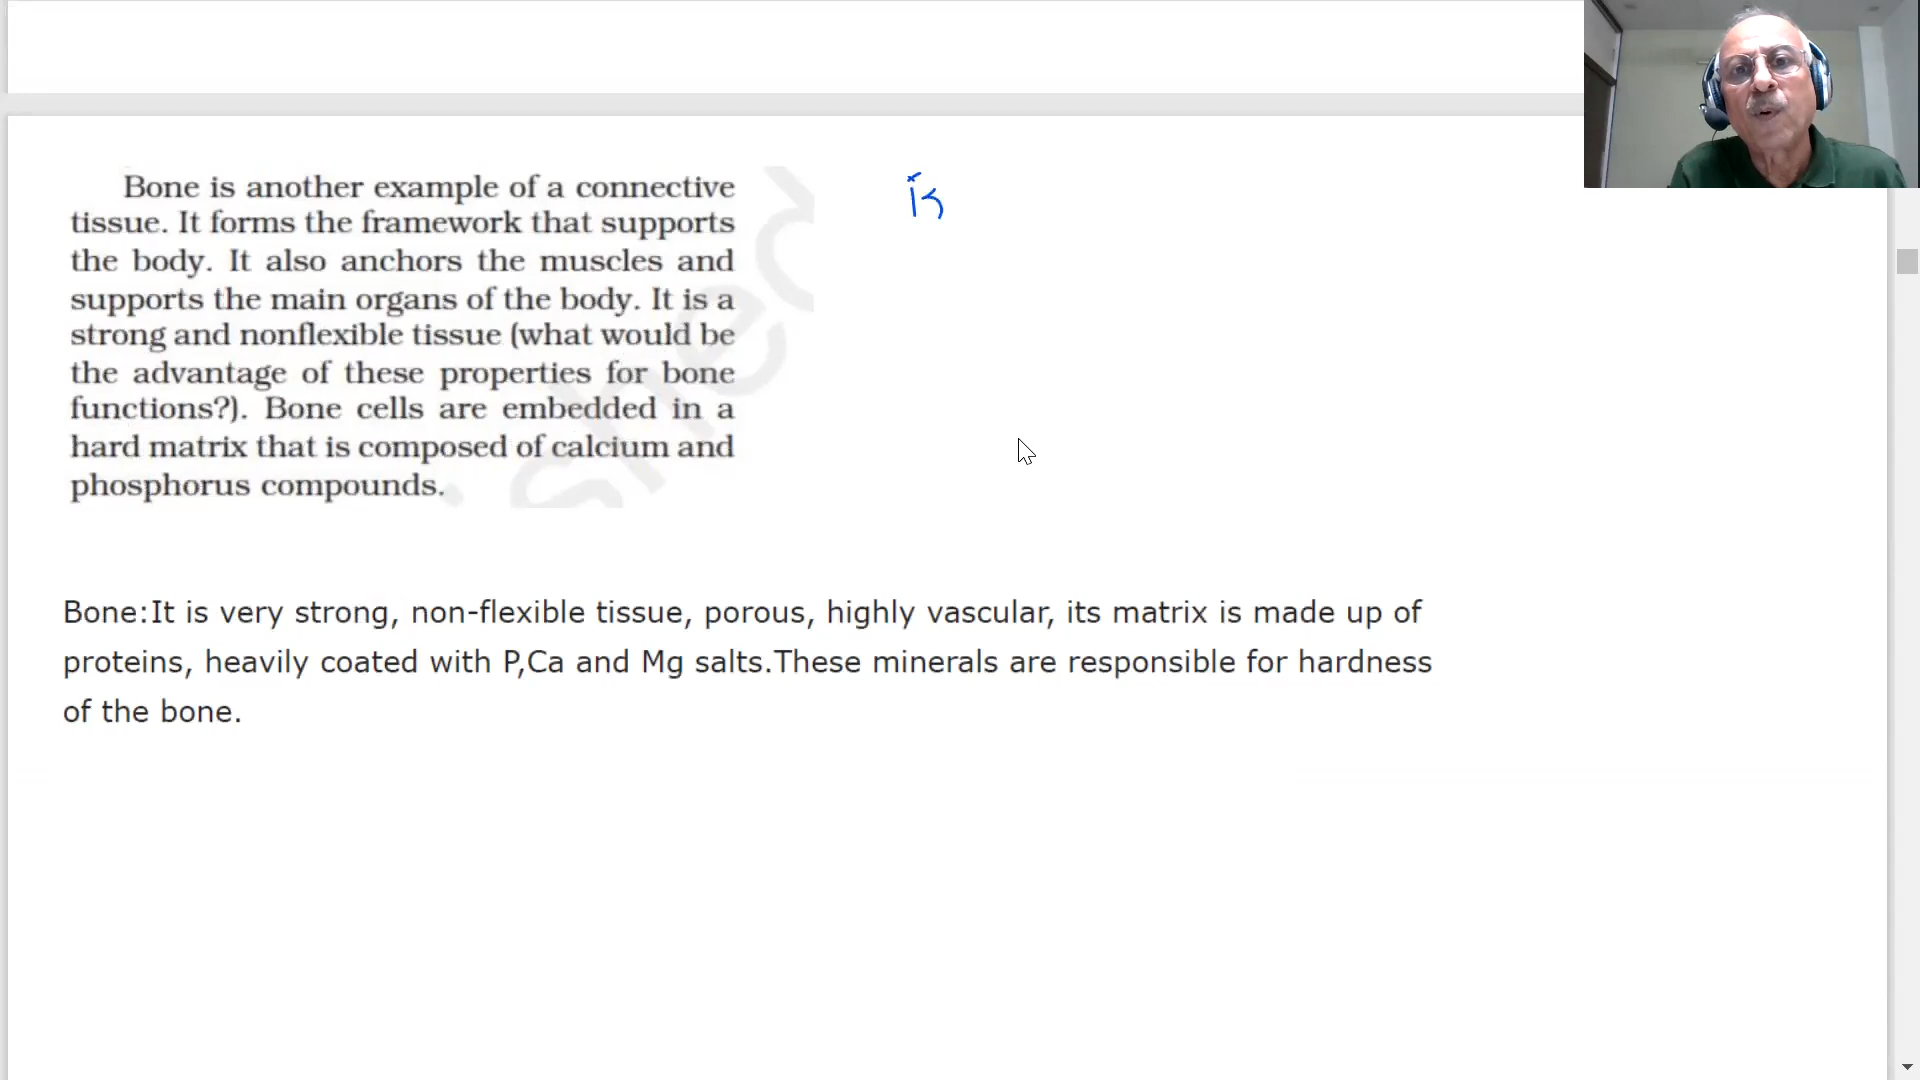 Bone is another example of a connective
tissue. It forms the framework that supports
the body. It also anchors the muscles and
supports the main organs of the body. It is a
strong and nonflexible tissue (what would be
the advantage of these properties for bone
functions?). Bone cells are embedded in a
hard matrix that is composed of calcium and
phosphorus compounds.
Bone:It is very strong, non-flexible tissue, porous, highly vascular, its matrix is made up of
proteins, heavily coated with P,Ca and Mg salts.These minerals are responsible for hardness
of the bone.